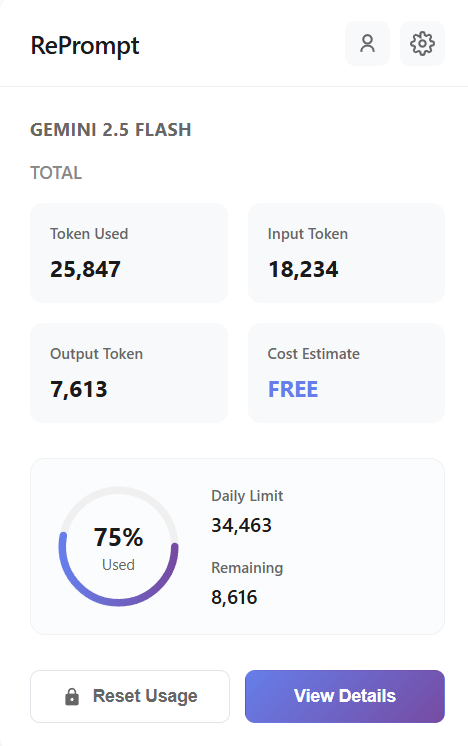 RePrompt
GEMINI 2.5 FLASH
TOTAL
Token Used
25,847
Input Token
18,234
Output Token
7,613
Cost Estimate
FREE
75%
Used
Daily Limit
34,463
Remaining
8,616
Reset Usage
View Details